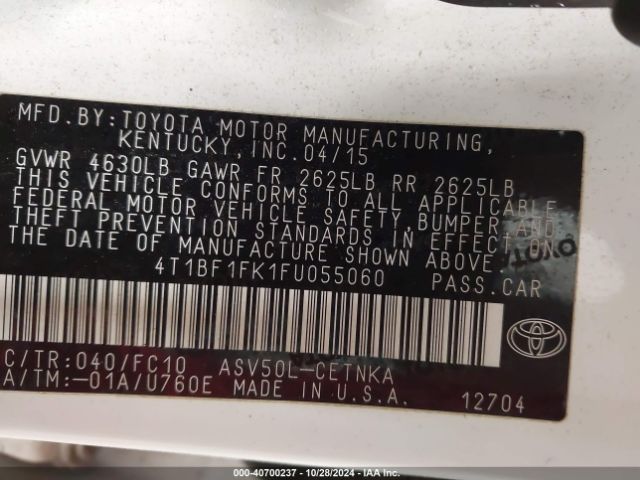 MFD.BY:TOYOTA MOTOR MANUFACTURING,
KENTUCKY,INC.04/15
GVWR 4630LB GAWR FR 2625LB RR 2625LB
THIS VEHICLE CONFORMS TO ALL APPLICABLE
FEDERAL MOTOR VEHICLE SAFETY,BUMPER,AND
THEFT PREVENTION STANDARDS IN EFFECT ON
THE DATE OF MANUFACTURE SHOWN ABOVE.
4T1BF1FK1FU055060 PASS.CAR
C/TR:040/FC10 ASV50L-CETNKA
A/TM:-01A/U760E MADE IN U.S.A. 12704
000-40700237 - 10/28/2024 - IAA Inc.